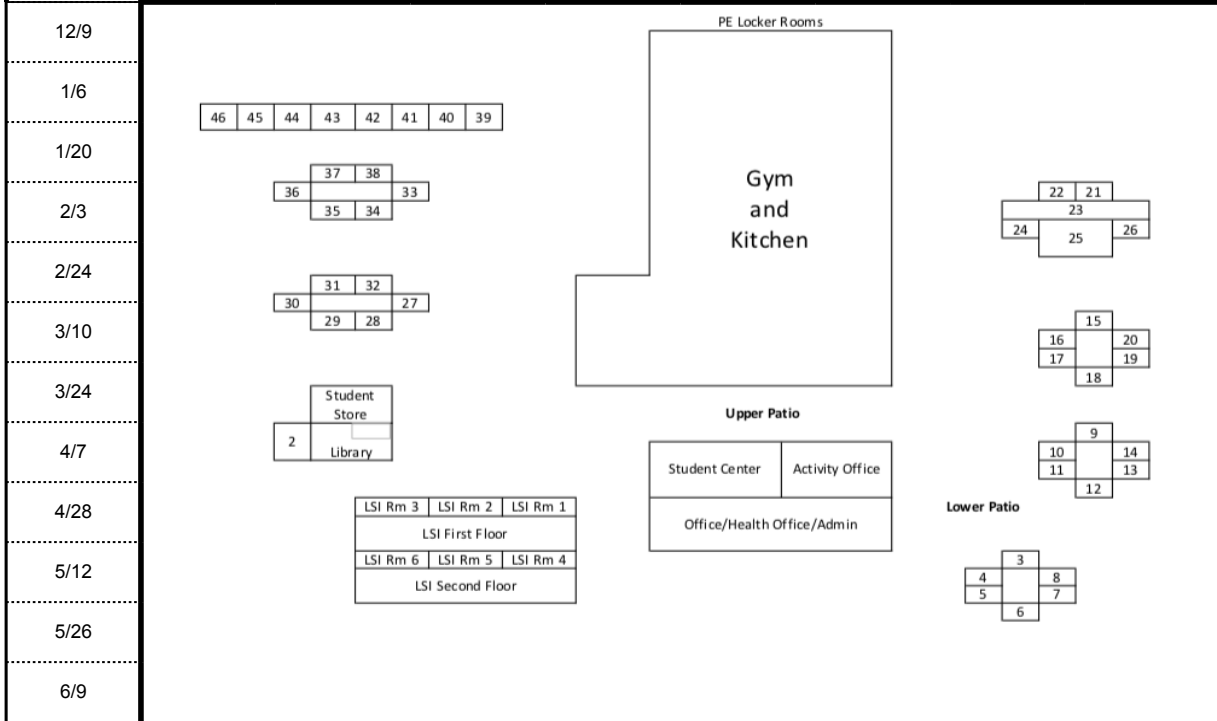 12/9
1/6
1/20
2/3
2/24
3/10
3/24
4/7
4/28
5/12
5/26
6/9
PE Locker Rooms
46 45 44 43 42 41 40 39
37 38
36 33
35 34
31 32
30 27
29 28
Student
Store
2
Library
LSI Rm 3 LSI Rm 2 LSI Rm 1
LSI First Floor
LSI Rm 6 LSI Rm 5 LSI Rm 4
LSI Second Floor
Gym
and
Kitchen
Upper Patio
Student Center Activity Office
Office/Health Office/Admin
22 21
23
24 25 26
15
16 20
17 19
18
9
10 14
11 13
12
Lower Patio
3
4 8
5 7
6